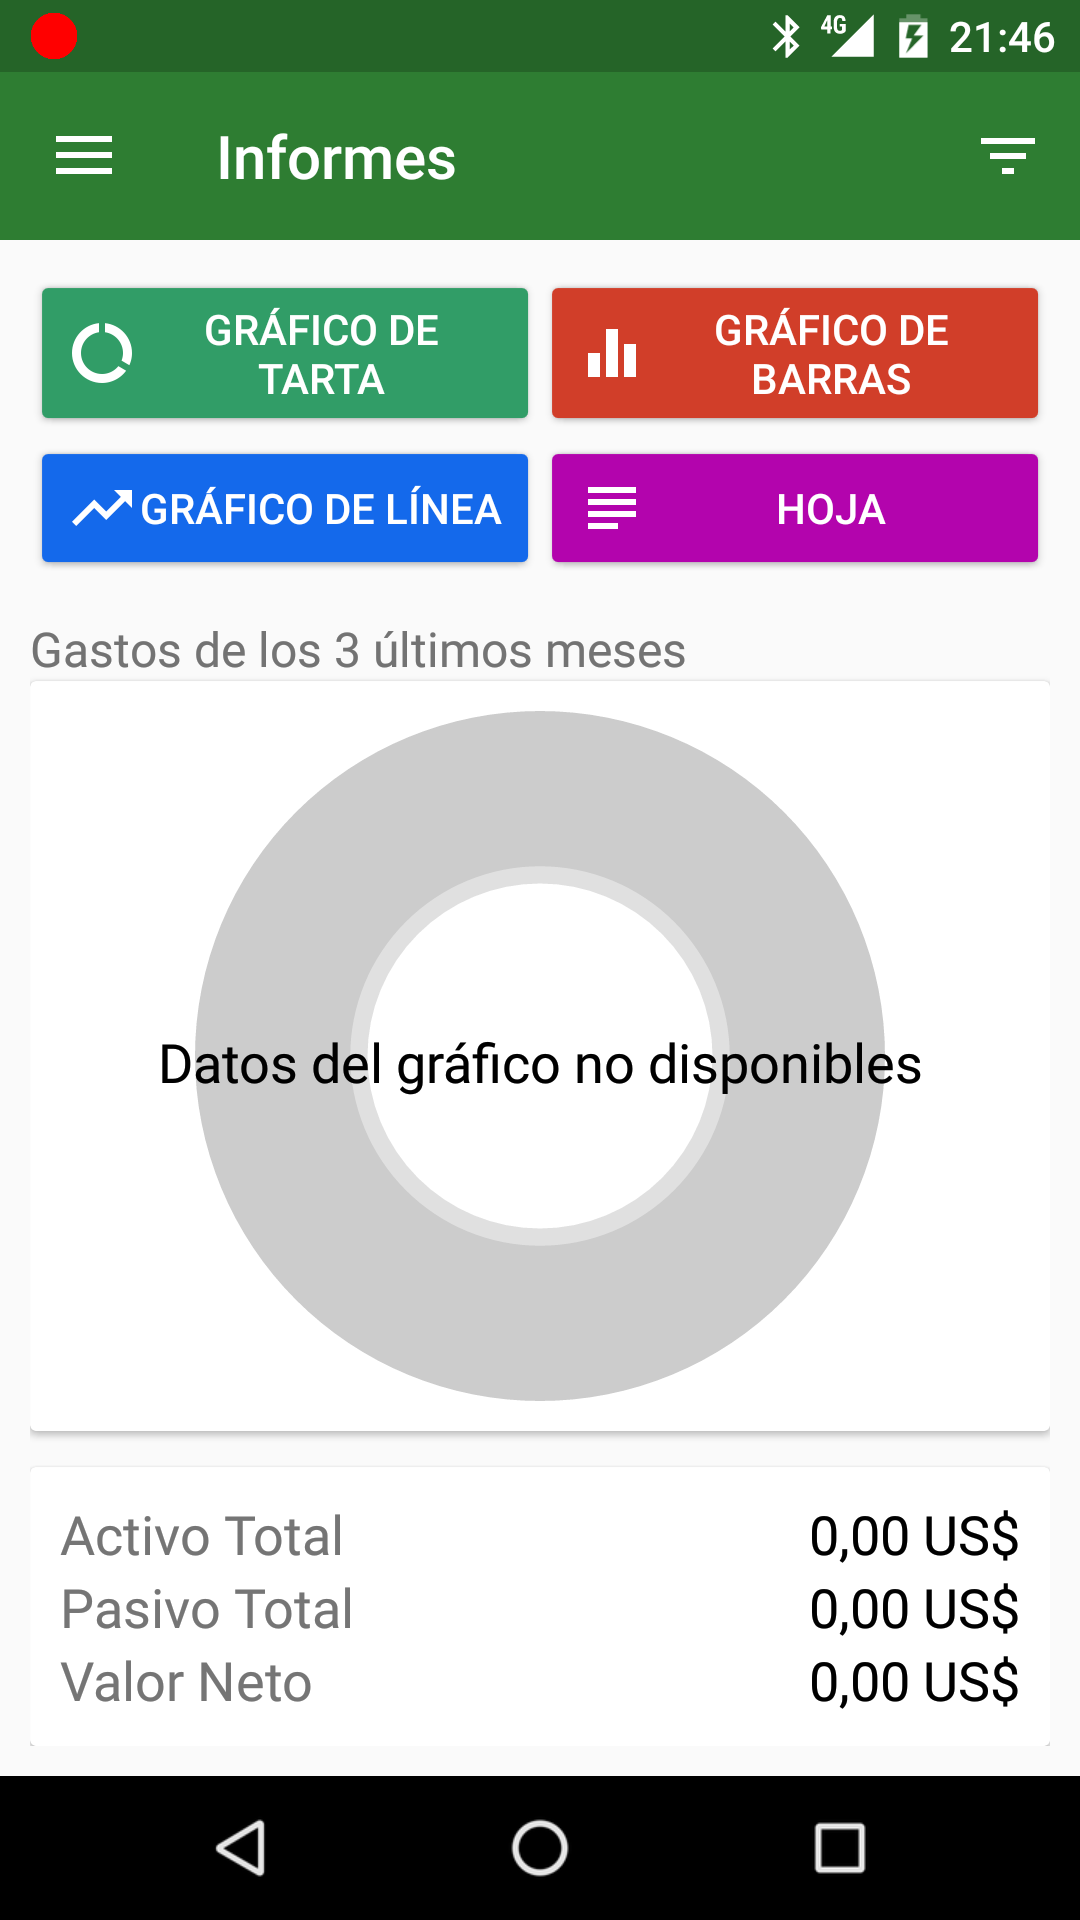 4G 21:46
Informes
GRÁFICO DE
TARTA
GRÁFICO DE
BARRAS
GRÁFICO DE LÍNEA
HOJA
Gastos de los 3 últimos meses
Datos del gráfico no disponibles
Activo Total 0,00 US$
Pasivo Total 0,00 US$
Valor Neto 0,00 US$